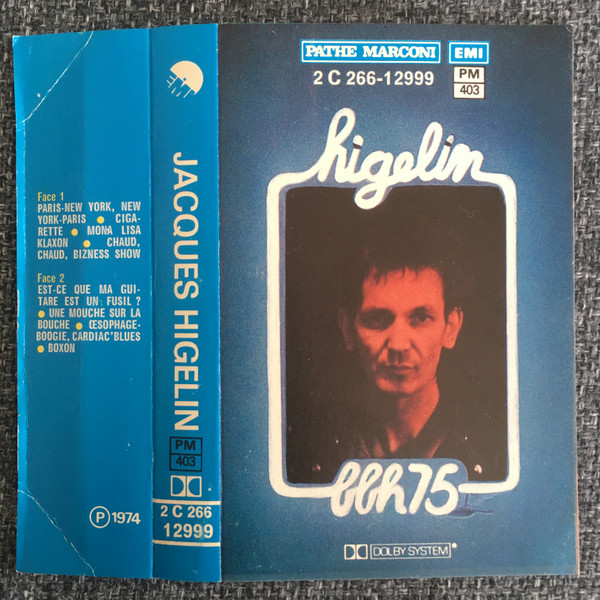 Face 1
PARIS-NEW YORK, NEW
YORK-PARIS ● CIGA-
RETTE ● MONA LISA
KLAXON ● CHAUD,
CHAUD, BIZNESS SHOW
Face 2
EST-CE QUE MA GUI-
TARE EST UN FUSIL ?
● UNE MOUCHE SUR LA
BOUCHE ● ŒSOPHAGE-
BOOGIE, CARDIAC'BLUES
● BOXON
Ⓟ 1974
EMI
JACQUES HIGELIN
PM
403
2 C 266
12999
PATHE MARCONI EMI
2 C 266-12999 PM
403
higelin
bbh75
DOLBY SYSTEM